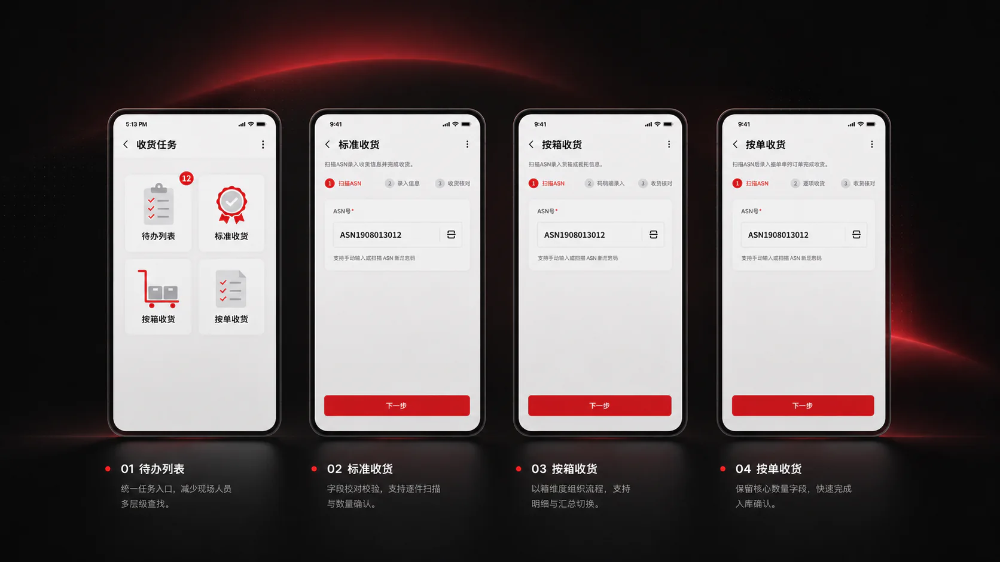 5:13 PM
收货任务
12
待办列表
标准收货
按箱收货
按单收货
9:41
标准收货
扫描ASN录入收货信息并完成收货。
1 扫描ASN
2 录入信息
3 收货核对
ASN号*
ASN1908013012
支持手动输入或扫描 ASN
下一步
9:41
按箱收货
扫描ASN录入货箱或信息。
1 扫描ASN
2 录入
3 收货核对
ASN号*
ASN1908013012
支持手动输入或扫描 ASN
下一步
9:41
按单收货
扫描ASN后录入订单完成收货。
1 扫描ASN
2 逐项收货
3 收货核对
ASN号*
ASN1908013012
支持手动输入或扫描 ASN
下一步
01 待办列表
统一任务入口，减少现场人员
多层级查找。
02 标准收货
字段校对校验，支持逐件扫描
与数量确认。
03 按箱收货
以箱维度组织流程，支持
明细与汇总切换。
04 按单收货
保留核心数量字段，快速完成
入库确认。